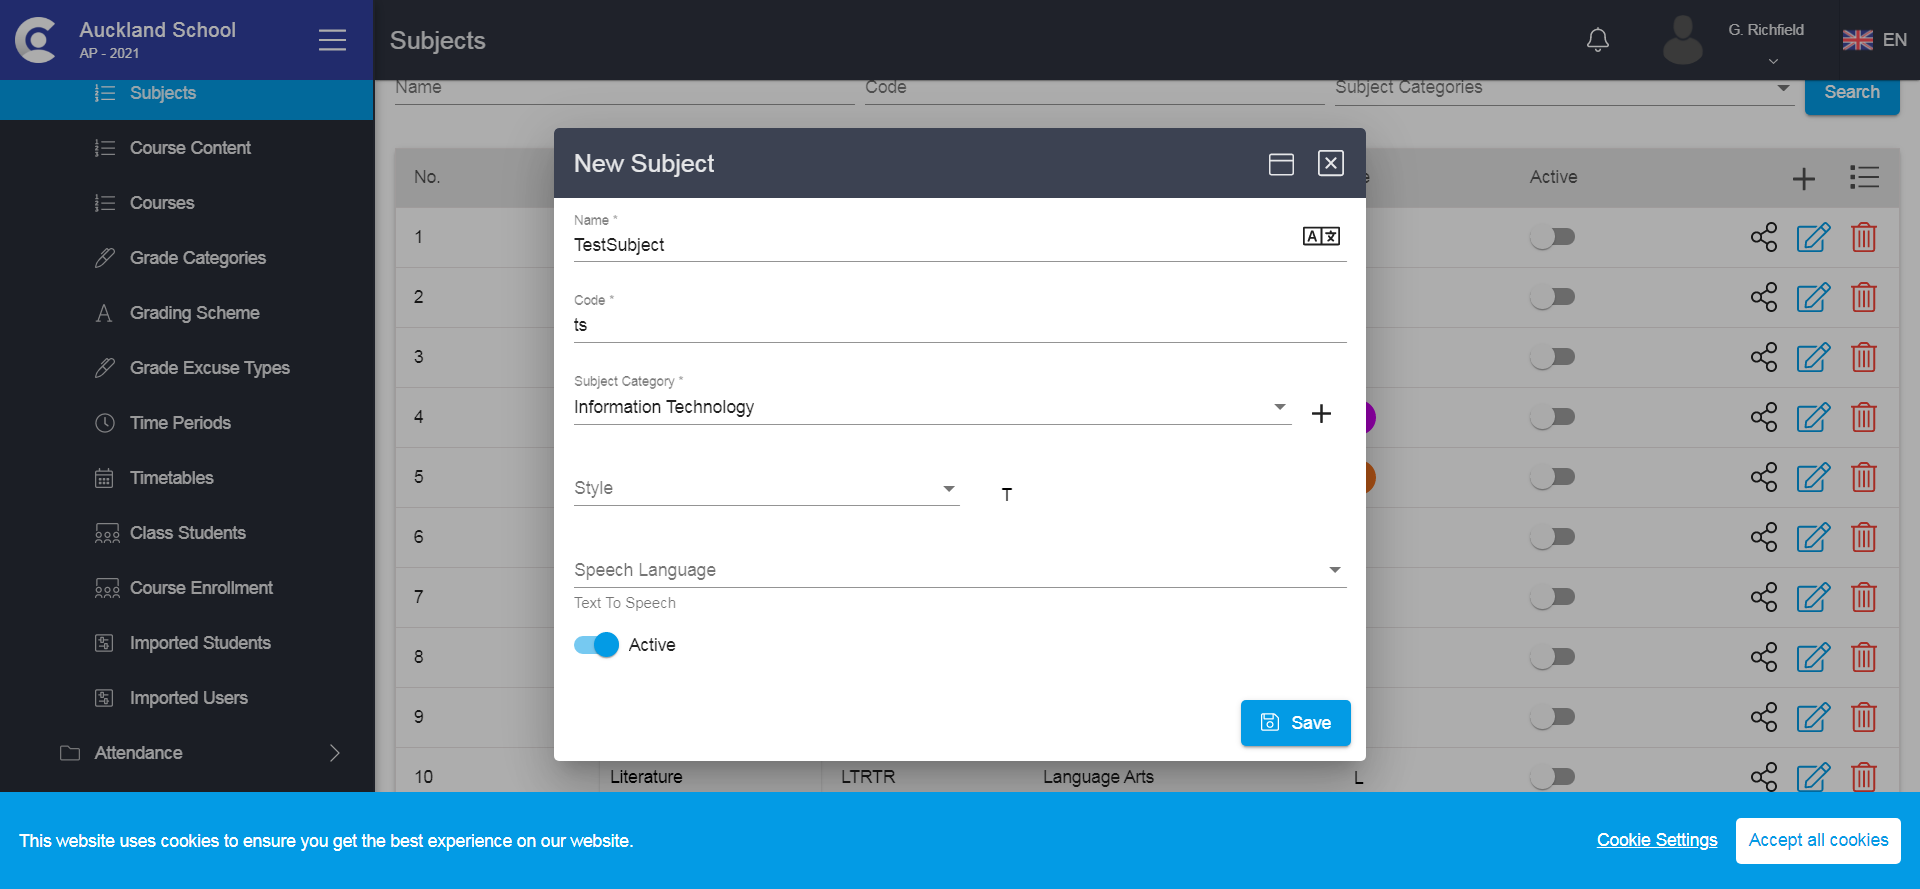 Auckland School
AP - 2021
Subjects
G. Richfield
EN
Subjects
Course Content
Courses
Grade Categories
Grading Scheme
Grade Excuse Types
Time Periods
Timetables
Class Students
Course Enrollment
Imported Students
Imported Users
Attendance
Name
Code
Subject Categories
Search
No.
Active
1
2
3
4
5
6
7
8
9
10 Literature LTRTR Language Arts L
New Subject
Name *
TestSubject
Code *
ts
Subject Category *
Information Technology
Style
T
Speech Language
Text To Speech
Active
Save
This website uses cookies to ensure you get the best experience on our website.
Cookie Settings
Accept all cookies